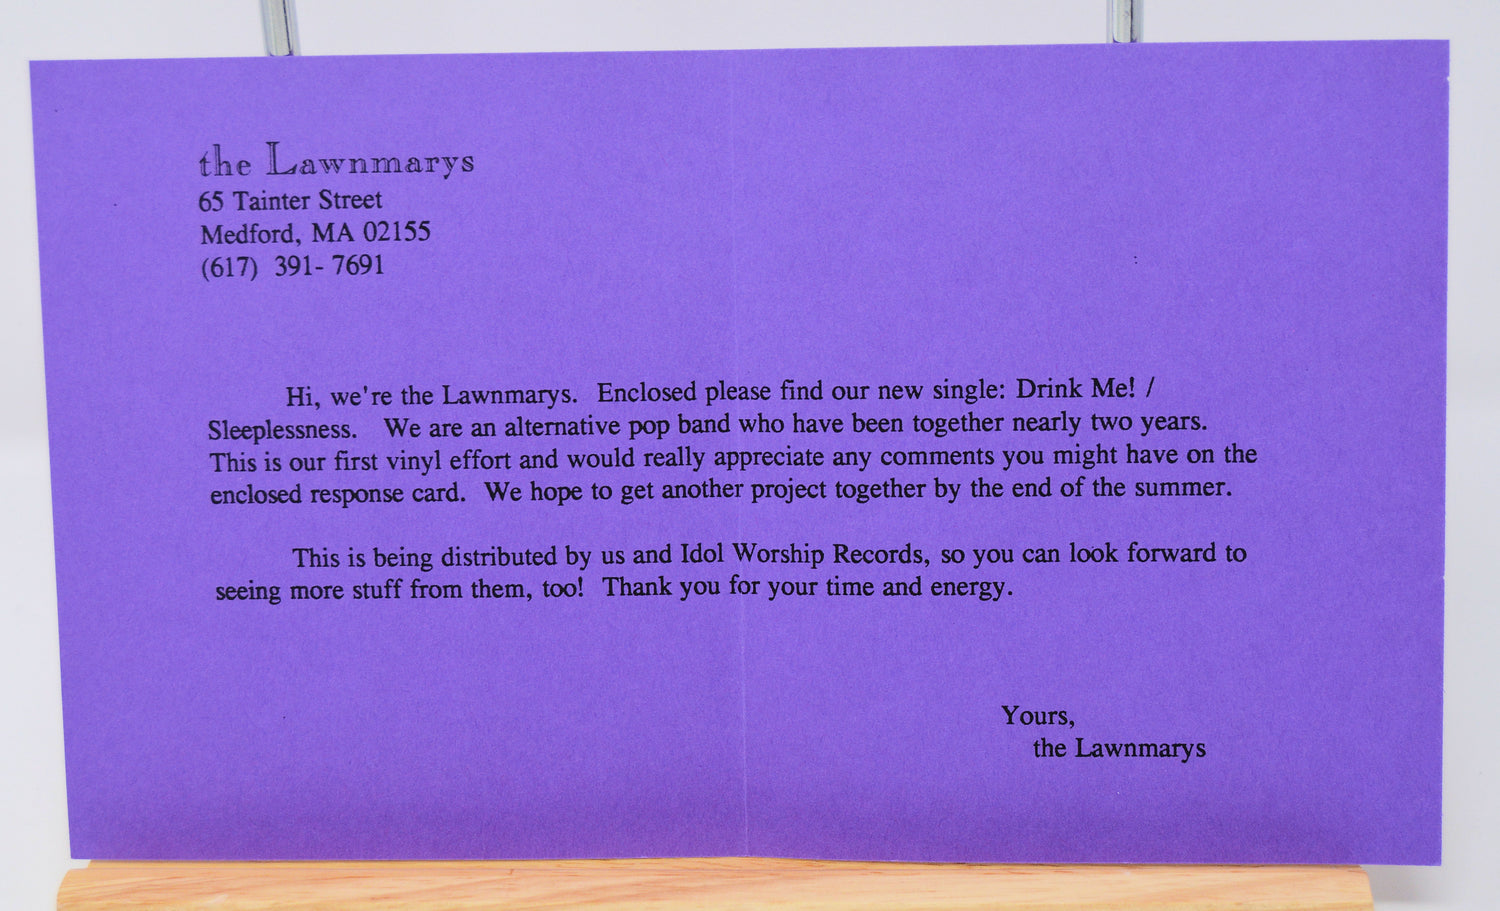 the Lawnmarys
65 Tainter Street
Medford, MA 02155
(617) 391- 7691
Hi, we're the Lawnmarys. Enclosed please find our new single: Drink Me! /
Sleeplessness. We are an alternative pop band who have been together nearly two years.
This is our first vinyl effort and would really appreciate any comments you might have on the
enclosed response card. We hope to get another project together by the end of the summer.
This is being distributed by us and Idol Worship Records, so you can look forward to
seeing more stuff from them, too! Thank you for your time and energy.
Yours,
the Lawnmarys